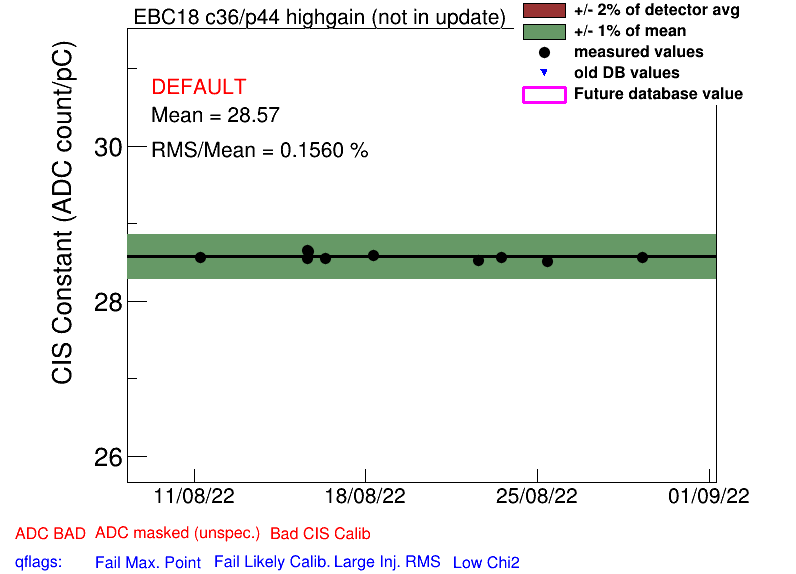 EBC18 c36/p44 highgain (not in update)
+/- 2% of detector avg
+/- 1% of mean
measured values
old DB values
Future database value
DEFAULT
Mean = 28.57
RMS/Mean = 0.1560 %
CIS Constant (ADC count/pC)
30
28
26
11/08/22 18/08/22 25/08/22 01/09/22
ADC BAD ADC masked (unspec.) Bad CIS Calib
qflags: Fail Max. Point Fail Likely Calib. Large Inj. RMS Low Chi2